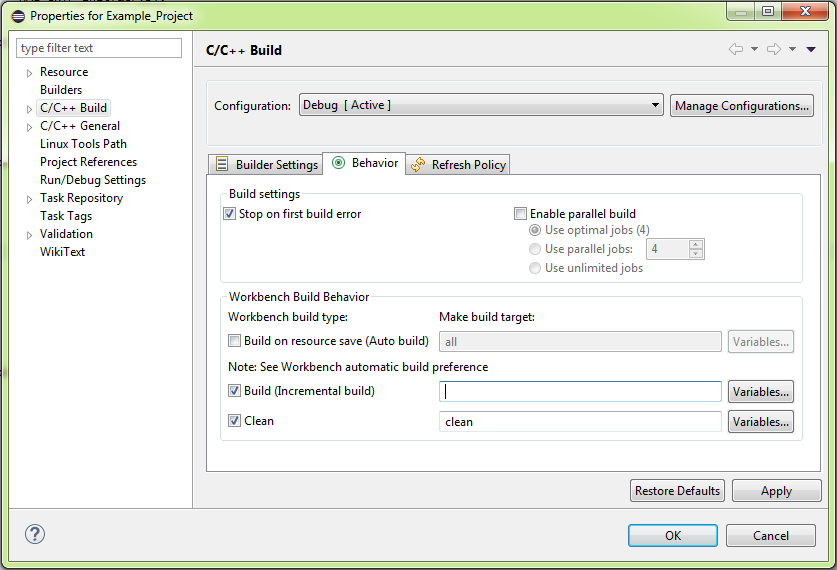 Properties for Example_Project
type filter text
Resource
Builders
C/C++ Build
C/C++ General
Linux Tools Path
Project References
Run/Debug Settings
Task Repository
Task Tags
Validation
WikiText
C/C++ Build
Configuration: Debug [ Active ] Manage Configurations...
Builder Settings Behavior Refresh Policy
Build settings
Stop on first build error Enable parallel build
Use optimal jobs (4)
Use parallel jobs: 4
Use unlimited jobs
Workbench Build Behavior
Workbench build type: Make build target:
Build on resource save (Auto build) all Variables...
Note: See Workbench automatic build preference
Build (Incremental build) Variables...
Clean clean Variables...
Restore Defaults Apply
? OK Cancel